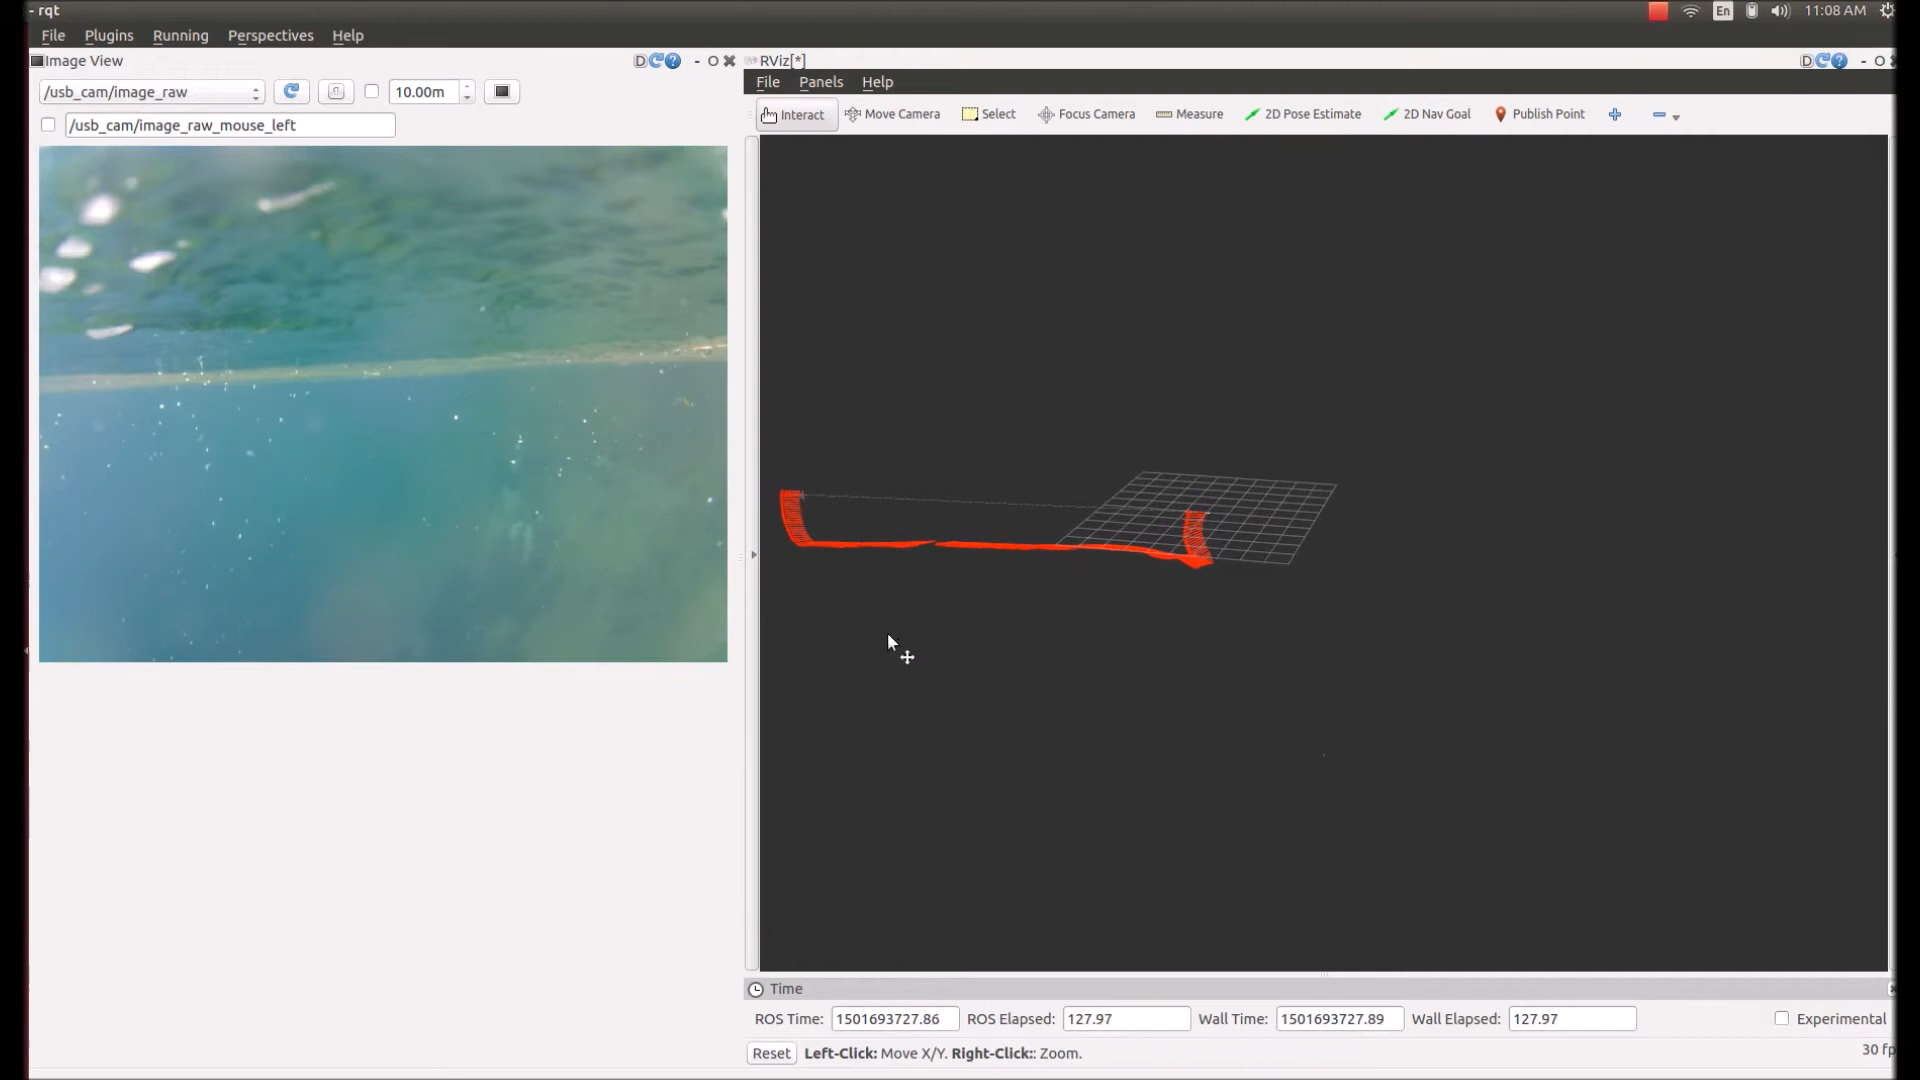 - rqt
En
11:08 AM
File Plugins Running Perspectives Help
Image View
D
- O
RViz[*]
D
- O
/usb_cam/image_raw
10.00m
File Panels Help
/usb_cam/image_raw_mouse_left
Interact Move Camera Select Focus Camera Measure 2D Pose Estimate 2D Nav Goal Publish Point
Time
ROS Time: 1501693727.86 ROS Elapsed: 127.97 Wall Time: 1501693727.89 Wall Elapsed: 127.97 Experimental
Reset Left-Click: Move X/Y. Right-Click:: Zoom.
30 fp